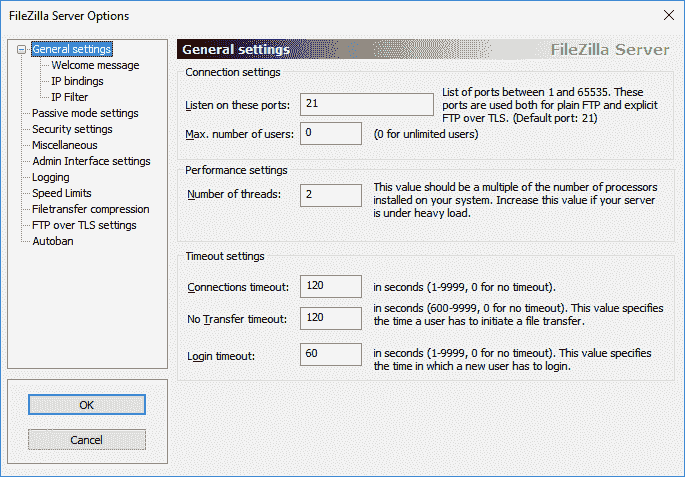 FileZilla Server Options
General settings
Welcome message
IP bindings
IP Filter
Passive mode settings
Security settings
Miscellaneous
Admin Interface settings
Logging
Speed Limits
Filetransfer compression
FTP over TLS settings
Autoban
OK
Cancel
General settings
FileZilla Server
Connection settings
Listen on these ports:
21
List of ports between 1 and 65535. These
ports are used both for plain FTP and explicit
FTP over TLS. (Default port: 21)
Max. number of users:
0
(0 for unlimited users)
Performance settings
Number of threads:
2
This value should be a multiple of the number of processors
installed on your system. Increase this value if your server
is under heavy load.
Timeout settings
Connections timeout:
120
in seconds (1-9999, 0 for no timeout).
No Transfer timeout:
120
in seconds (600-9999, 0 for no timeout). This value specifies
the time a user has to initiate a file transfer.
Login timeout:
60
in seconds (1-9999, 0 for no timeout). This value specifies
the time in which a new user has to login.